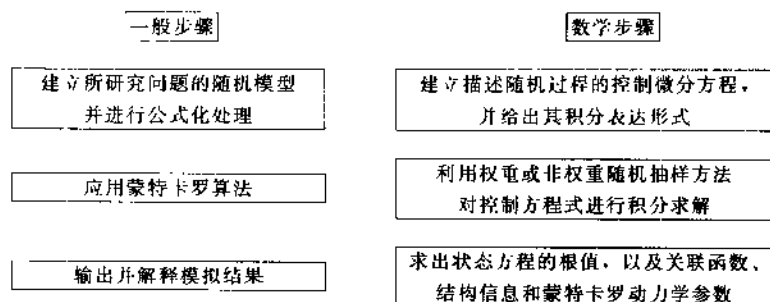 一般步骤
数学步骤
建立所研究问题的随机模型
并进行公式化处理
建立描述随机过程的控制微分方程，
并给出其积分表达形式
应用蒙特卡罗算法
利用权重或非权重随机抽样方法
对控制方程式进行积分求解
输出并解释模拟结果
求出状态方程的根值、以及关联函数、
结构信息和蒙特卡罗动力学参数